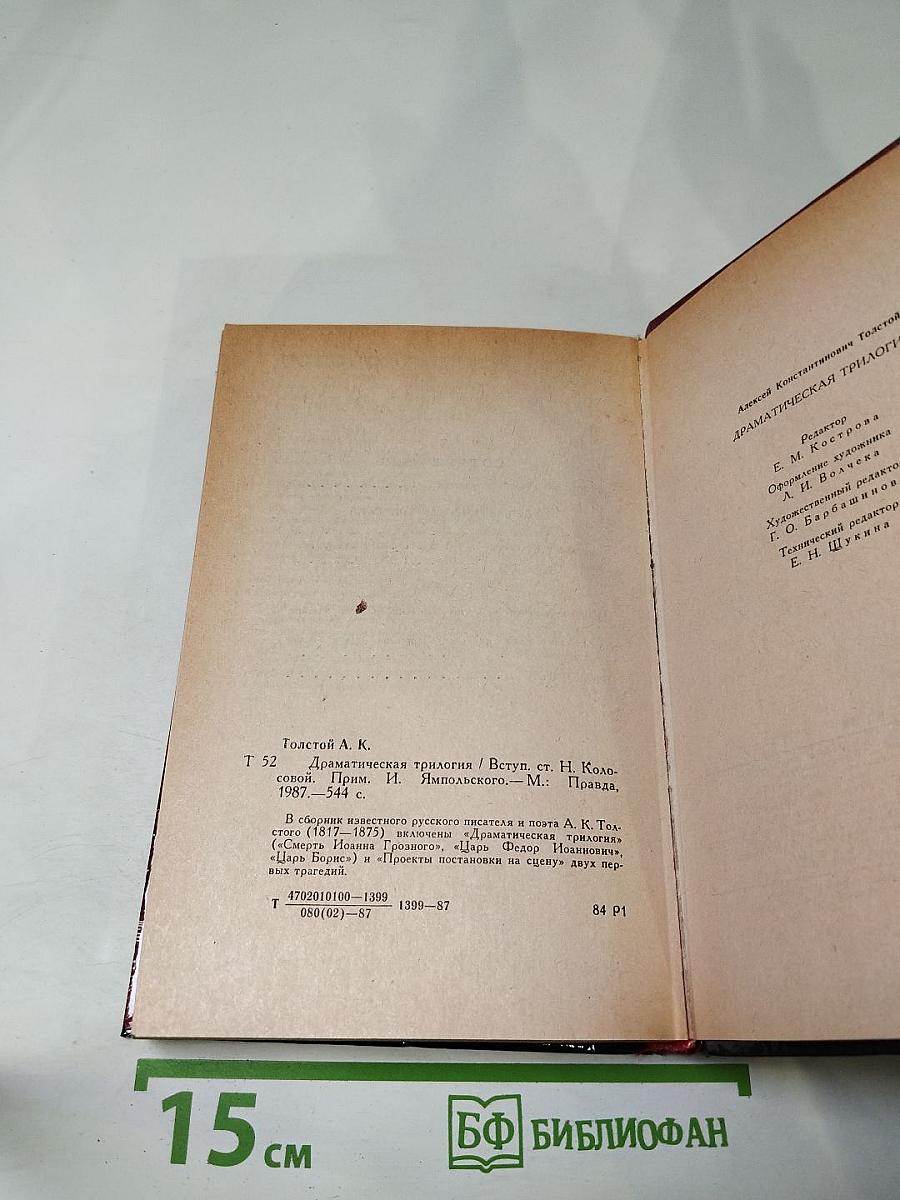 Толстой А. К.
Т 52 Драматическая трилогия / Вступ. ст. Н. Коло-
совой. Прим. И. Ямпольского.— М.: Правда,
1987.—544 с.
В сборник известного русского писателя и поэта А. К. Тол-
стого (1817—1875) включены «Драматическая трилогия»
(«Смерть Иоанна Грозного», «Царь Федор Иоаннович»,
«Царь Борис») и «Проекты постановки на сцену» двух пер-
вых трагедий.
Т 4702010100—1399
080(02)—87
1399—87
84 Р1
Алексей Константинович Толстой
ДРАМАТИЧЕСКАЯ ТРИЛОГИ
Редактор
Е. М. Кострова
Оформление художника
Л. И. Волчека
Художественный редакто
Г. О. Барбашинов
Технический редактор
Е. Н. Щукина
15 см
БФ БИБЛИОФАН